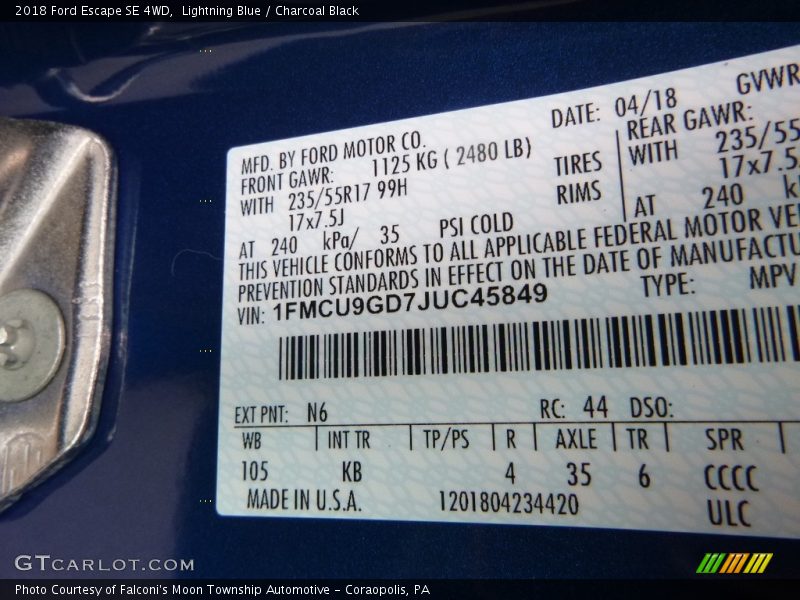 2018 Ford Escape SE 4WD,  Lightning Blue / Charcoal Black
MFD. BY FORD MOTOR CO.
DATE: 04/18
GVWR
FRONT GAWR: 1125 KG ( 2480 LB)
REAR GAWR:
WITH 235/55R17 99H TIRES
WITH 235/55
17x7.5J RIMS
17x7.5
AT 240 kPa/ 35 PSI COLD
AT 240
THIS VEHICLE CONFORMS TO ALL APPLICABLE FEDERAL MOTOR VE
PREVENTION STANDARDS IN EFFECT ON THE DATE OF MANUFACTU
VIN: 1FMCU9GD7JUC45849 TYPE: MPV
EXT PNT: N6 RC: 44 DSO:
WB INT TR TP/PS R AXLE TR SPR
105 KB 4 35 6 CCCC
MADE IN U.S.A. 1201804234420 ULC
GTCARLOT.COM
Photo Courtesy of Falconi's Moon Township Automotive - Coraopolis, PA